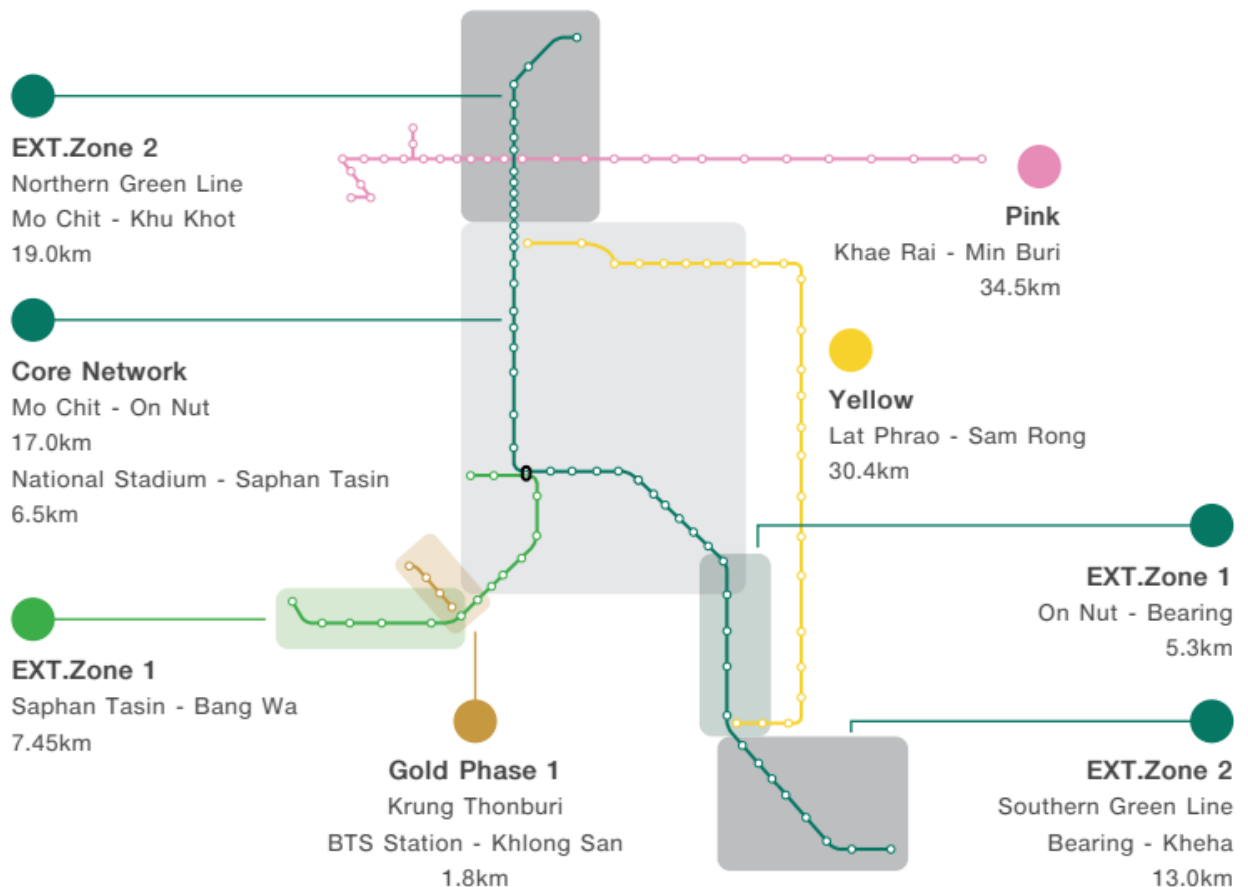 EXT.Zone 2
Northern Green Line
Mo Chit - Khu Khot
19.0km
Core Network
Mo Chit - On Nut
17.0km
National Stadium - Saphan Tasin
6.5km
EXT.Zone 1
Saphan Tasin - Bang Wa
7.45km
Gold Phase 1
Krung Thonburi
BTS Station - Khlong San
1.8km
Pink
Khae Rai - Min Buri
34.5km
Yellow
Lat Phrao - Sam Rong
30.4km
EXT.Zone 1
On Nut - Bearing
5.3km
EXT.Zone 2
Southern Green Line
Bearing - Kheha
13.0km